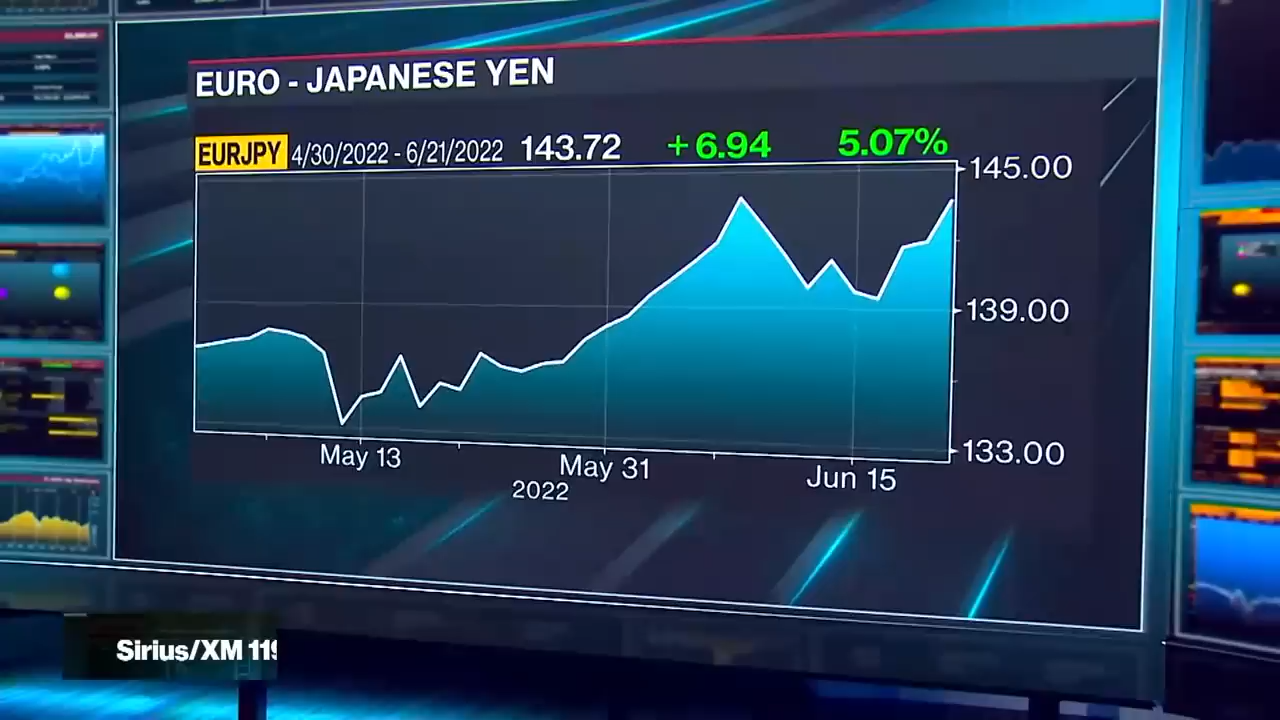 EURO - JAPANESE YEN
EURJPY 4/30/2022 - 6/21/2022 143.72 +6.94 5.07%
145.00
139.00
133.00
May 13 May 31 Jun 15
2022
Sirius/XM 119